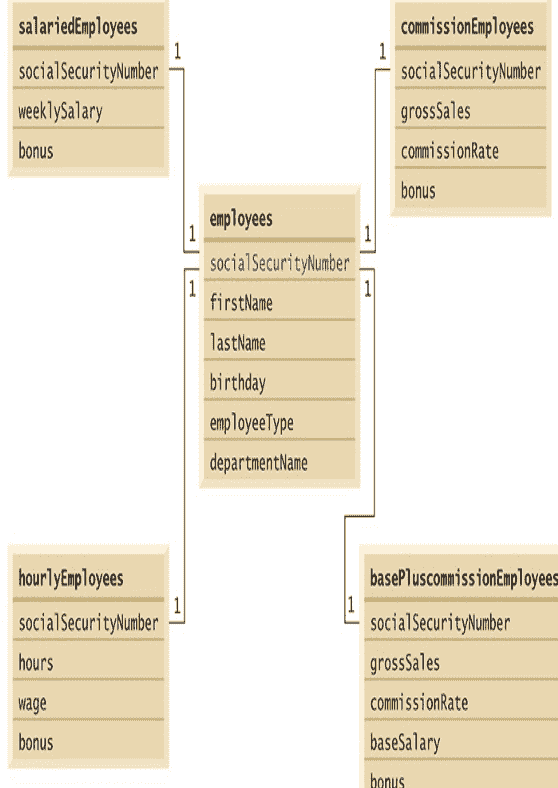 salariedEmployees
socialSecurityNumber
weeklySalary
bonus
1
1
commissionEmployees
socialSecurityNumber
grossSales
commissionRate
bonus
1
1
employees
socialSecurityNumber
firstName
lastName
birthday
employeeType
departmentName
1
1
hourlyEmployees
socialSecurityNumber
hours
wage
bonus
1
1
basePluscommissionEmployees
socialSecurityNumber
grossSales
commissionRate
baseSalary
bonus